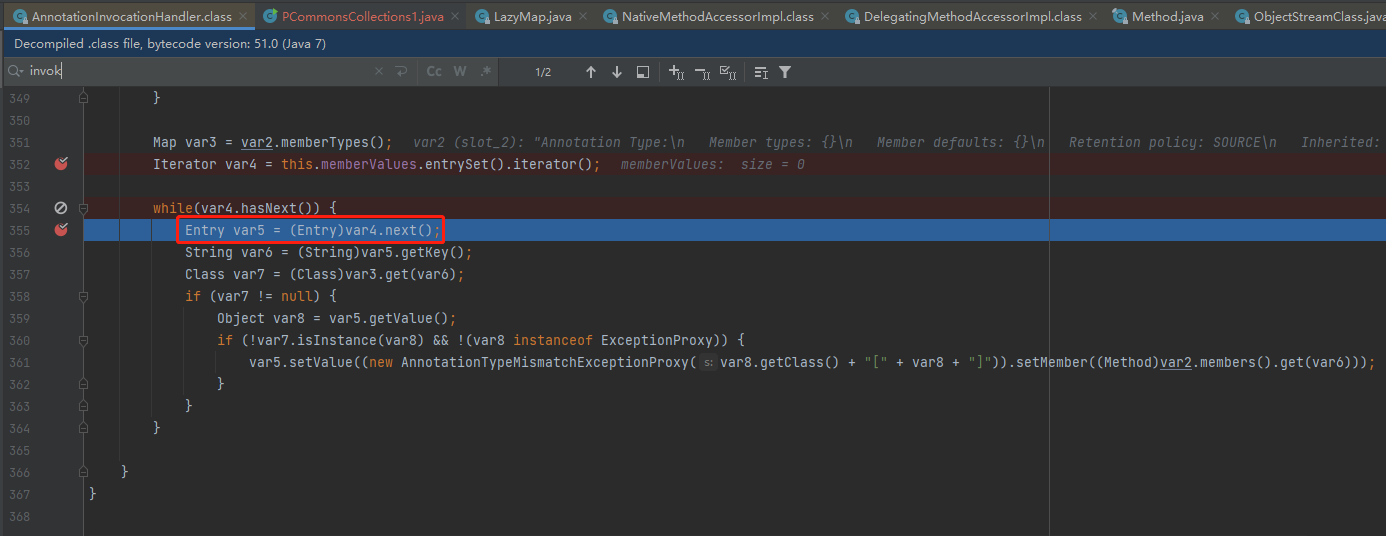 AnnotationInvocationHandler.class × PCommonsCollections1.java × LazyMap.java × NativeMethodAccessorImpl.class × DelegatingMethodAccessorImpl.class × Method.java × ObjectStreamClass.java
Decompiled .class file, bytecode version: 51.0 (Java 7)
invok × Cc W .* 1/2
349 }
350
351 Map var3 = var2.memberTypes(); var2 (slot_2): "Annotation Type:\n   Member types: {}\n   Member defaults: {}\n   Retention policy: SOURCE\n   Inherited:
352 Iterator var4 = this.memberValues.entrySet().iterator(); memberValues:  size = 0
353
354 while(var4.hasNext()) {
355 Entry var5 = (Entry)var4.next();
356 String var6 = (String)var5.getKey();
357 Class var7 = (Class)var3.get(var6);
358 if (var7 != null) {
359 Object var8 = var5.getValue();
360 if (!var7.isInstance(var8) && !(var8 instanceof ExceptionProxy)) {
361 var5.setValue((new AnnotationTypeMismatchExceptionProxy( s: var8.getClass() + "[" + var8 + "]")).setMember((Method)var2.members().get(var6)));
362 }
363 }
364 }
365
366 }
367 }
368